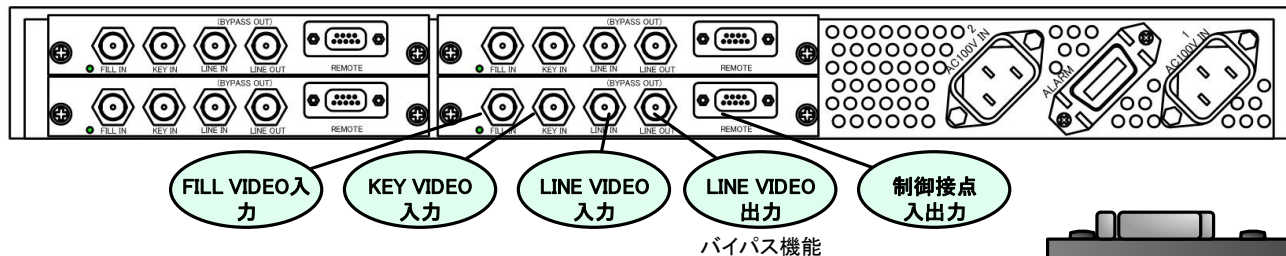 (BYPASS OUT)
FILL IN KEY IN LINE IN LINE OUT REMOTE
(BYPASS OUT)
FILL IN KEY IN LINE IN LINE OUT REMOTE
(BYPASS OUT)
FILL IN KEY IN LINE IN LINE OUT REMOTE
(BYPASS OUT)
FILL IN KEY IN LINE IN LINE OUT REMOTE
AC100V IN 2
ALARM
AC100V IN 1
FILL VIDEO入
力
KEY VIDEO
入力
LINE VIDEO
入力
LINE VIDEO
出力
制御接点
入出力
バイパス機能